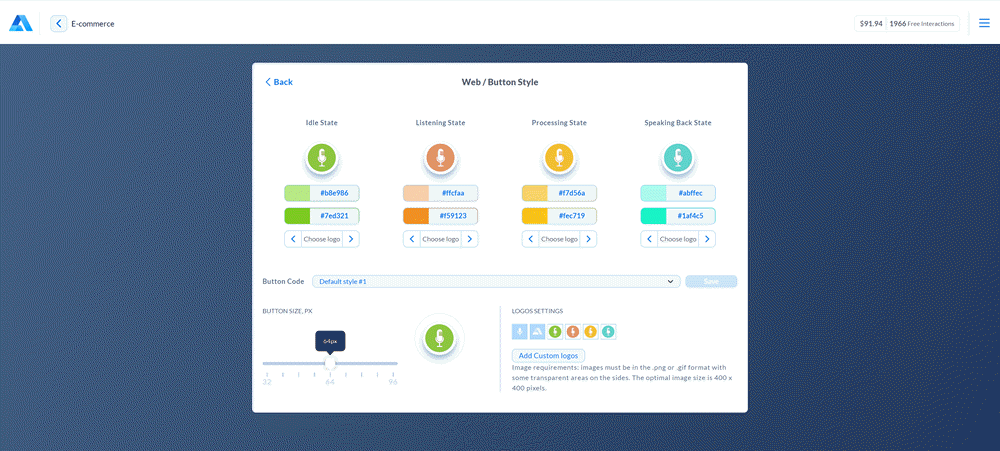 E-commerce
$91.94 1966 Free Interactions
Back
Web / Button Style
Idle State
Listening State
Processing State
Speaking Back State
#b8e986
#ffcfaa
#f7d56a
#abffec
#7ed321
#f59123
#fec719
#1af4c5
Choose logo
Choose logo
Choose logo
Choose logo
Button Code
Default style #1
Save
BUTTON SIZE, PX
LOGOS SETTINGS
64px
32 64 96
Add Custom logos
Image requirements: images must be in the .png or .gif format with
some transparent areas on the sides. The optimal image size is 400 x
400 pixels.